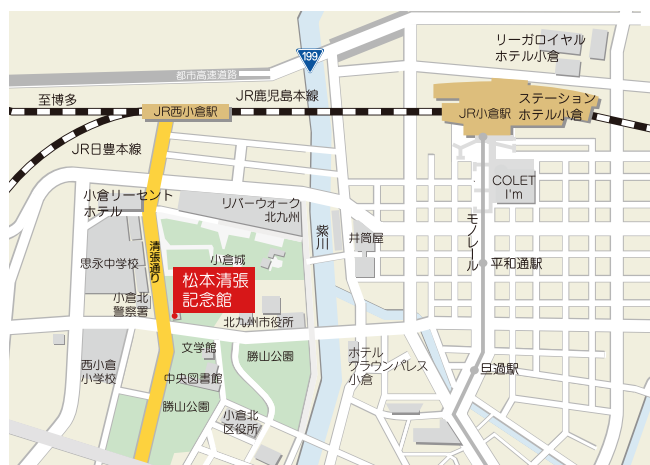 リーガロイヤル
ホテル小倉
199
都市高速道路
至博多
JR鹿児島本線
ステーション
ホテル小倉
JR西小倉駅
JR小倉駅
JR日豊本線
COLET
I'm
小倉リーセント
ホテル
リバーウォーク
北九州
モノレール
紫川
井筒屋
清張通り
思永中学校
小倉城
平和通駅
松本清張
記念館
小倉北
警察署
北九州市役所
文学館
勝山公園
ホテル
クラウンパレス
小倉
西小倉
小学校
中央図書館
旦過駅
勝山公園
小倉北
区役所